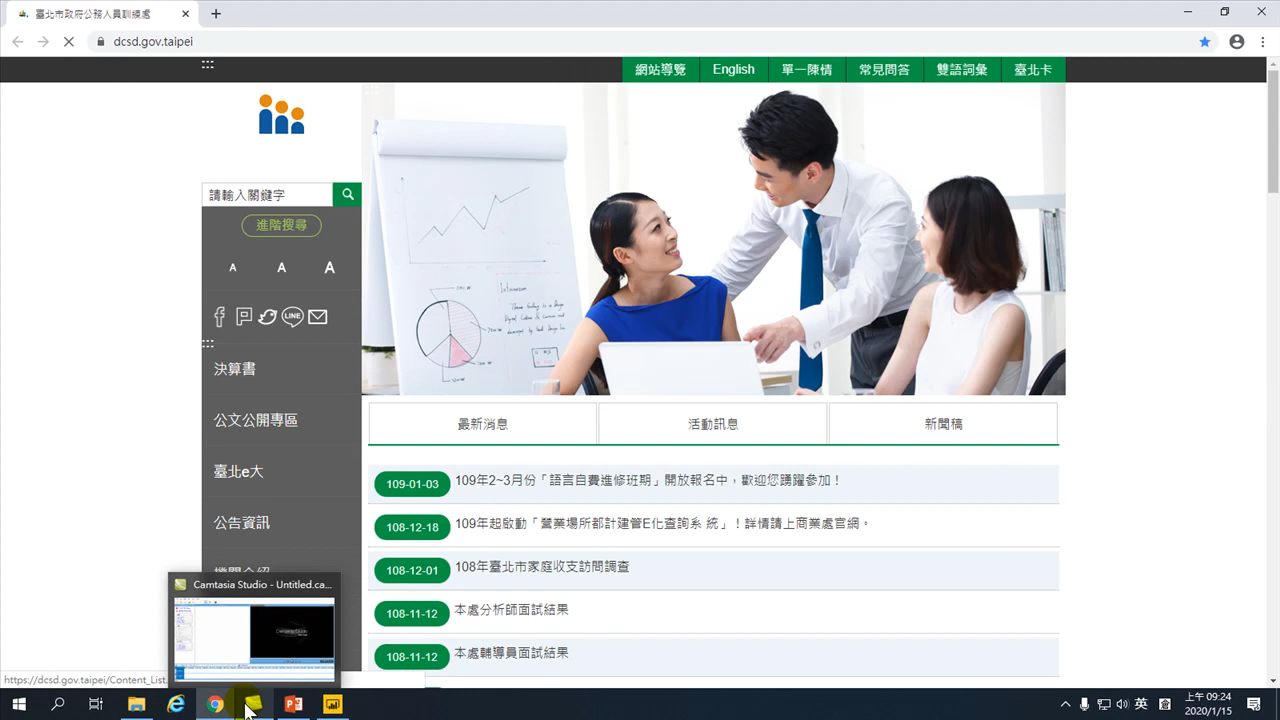 臺北市政府公務人員訓練處
dcsd.gov.taipei
網站導覽 English 單一陳情 常見問答 雙語詞彙 臺北卡
請輸入關鍵字
進階搜尋
A A A
LINE
決算書
公文公開專區
臺北e大
公告資訊
機關介紹
最新消息 活動訊息 新聞稿
109-01-03 109年2~3月份「語言自費進修班期」開放報名中，歡迎您踴躍參加！
108-12-18 109年起啟動「營業場所都計建管E化查詢系 統」！詳情請上商業處官網。
108-12-01 108年臺北市家庭收支訪問調查
108-11-12 本處分析師面試結果
108-11-12 本處輔導員面試結果
Camtasia Studio - Untitled.ca...
https://dcsd.gov.taipei/Content_List.
英
上午 09:24
2020/1/15